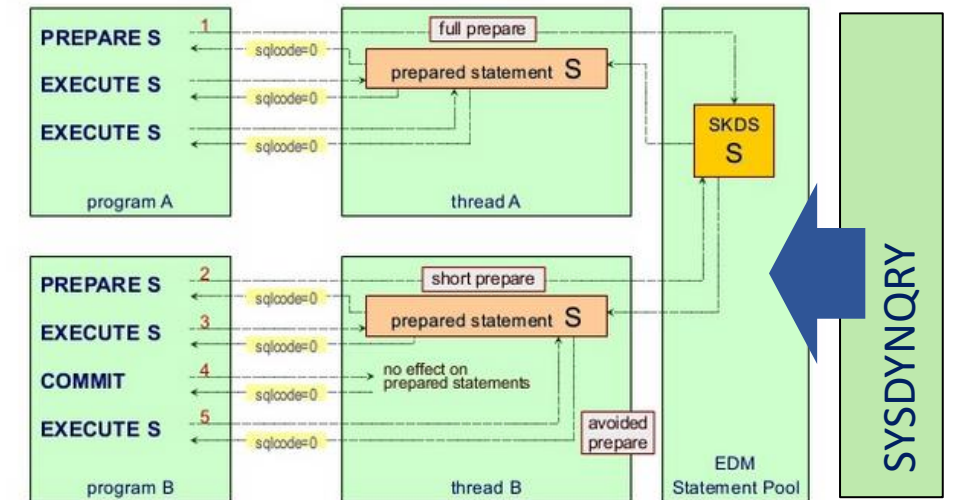 PREPARE S
1
full prepare
sqlcode=0
prepared statement S
EXECUTE S
sqlcode=0
EXECUTE S
sqlcode=0
program A
thread A
SKDS
S
PREPARE S
2
short prepare
sqlcode=0
prepared statement S
EXECUTE S
3
sqlcode=0
COMMIT
4
no effect on
prepared statements
sqlcode=0
EXECUTE S
5
sqlcode=0
avoided
prepare
program B
thread B
EDM
Statement Pool
SYSDYNQRY